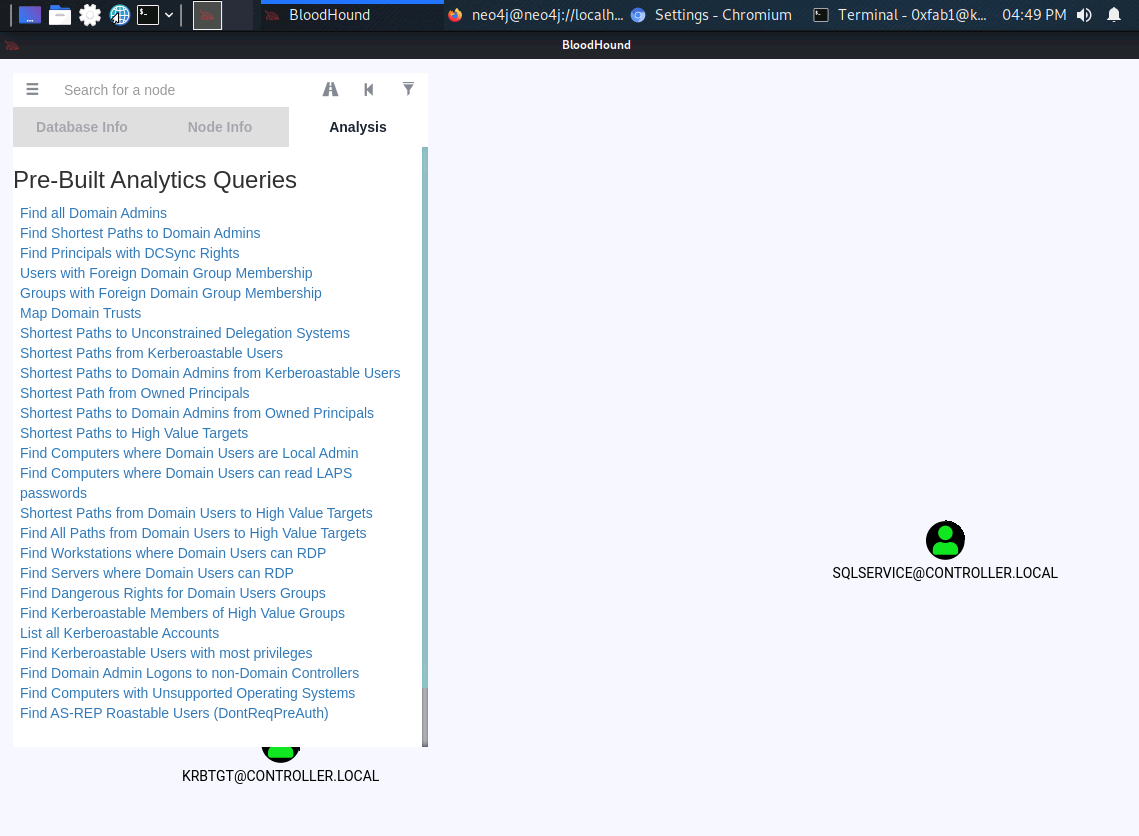 BloodHound
neo4j@neo4j://localh...
Settings - Chromium
Terminal - 0xfab1@k...
04:49 PM
BloodHound
Search for a node
Database Info
Node Info
Analysis
Pre-Built Analytics Queries
Find all Domain Admins
Find Shortest Paths to Domain Admins
Find Principals with DCSync Rights
Users with Foreign Domain Group Membership
Groups with Foreign Domain Group Membership
Map Domain Trusts
Shortest Paths to Unconstrained Delegation Systems
Shortest Paths from Kerberoastable Users
Shortest Paths to Domain Admins from Kerberoastable Users
Shortest Path from Owned Principals
Shortest Paths to Domain Admins from Owned Principals
Shortest Paths to High Value Targets
Find Computers where Domain Users are Local Admin
Find Computers where Domain Users can read LAPS
passwords
Shortest Paths from Domain Users to High Value Targets
Find All Paths from Domain Users to High Value Targets
Find Workstations where Domain Users can RDP
Find Servers where Domain Users can RDP
Find Dangerous Rights for Domain Users Groups
Find Kerberoastable Members of High Value Groups
List all Kerberoastable Accounts
Find Kerberoastable Users with most privileges
Find Domain Admin Logons to non-Domain Controllers
Find Computers with Unsupported Operating Systems
Find AS-REP Roastable Users (DontReqPreAuth)
SQLSERVICE@CONTROLLER.LOCAL
KRBTGT@CONTROLLER.LOCAL